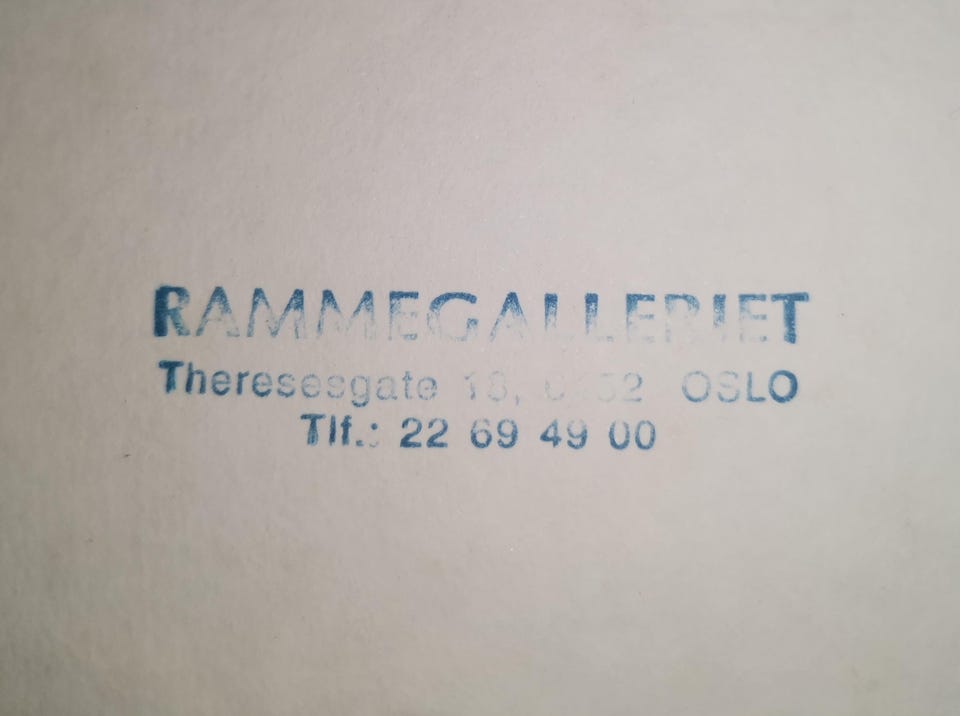 RAMMEGALLERIET
Theresesgate 18, OSLO
Tlf.: 22 69 49 00